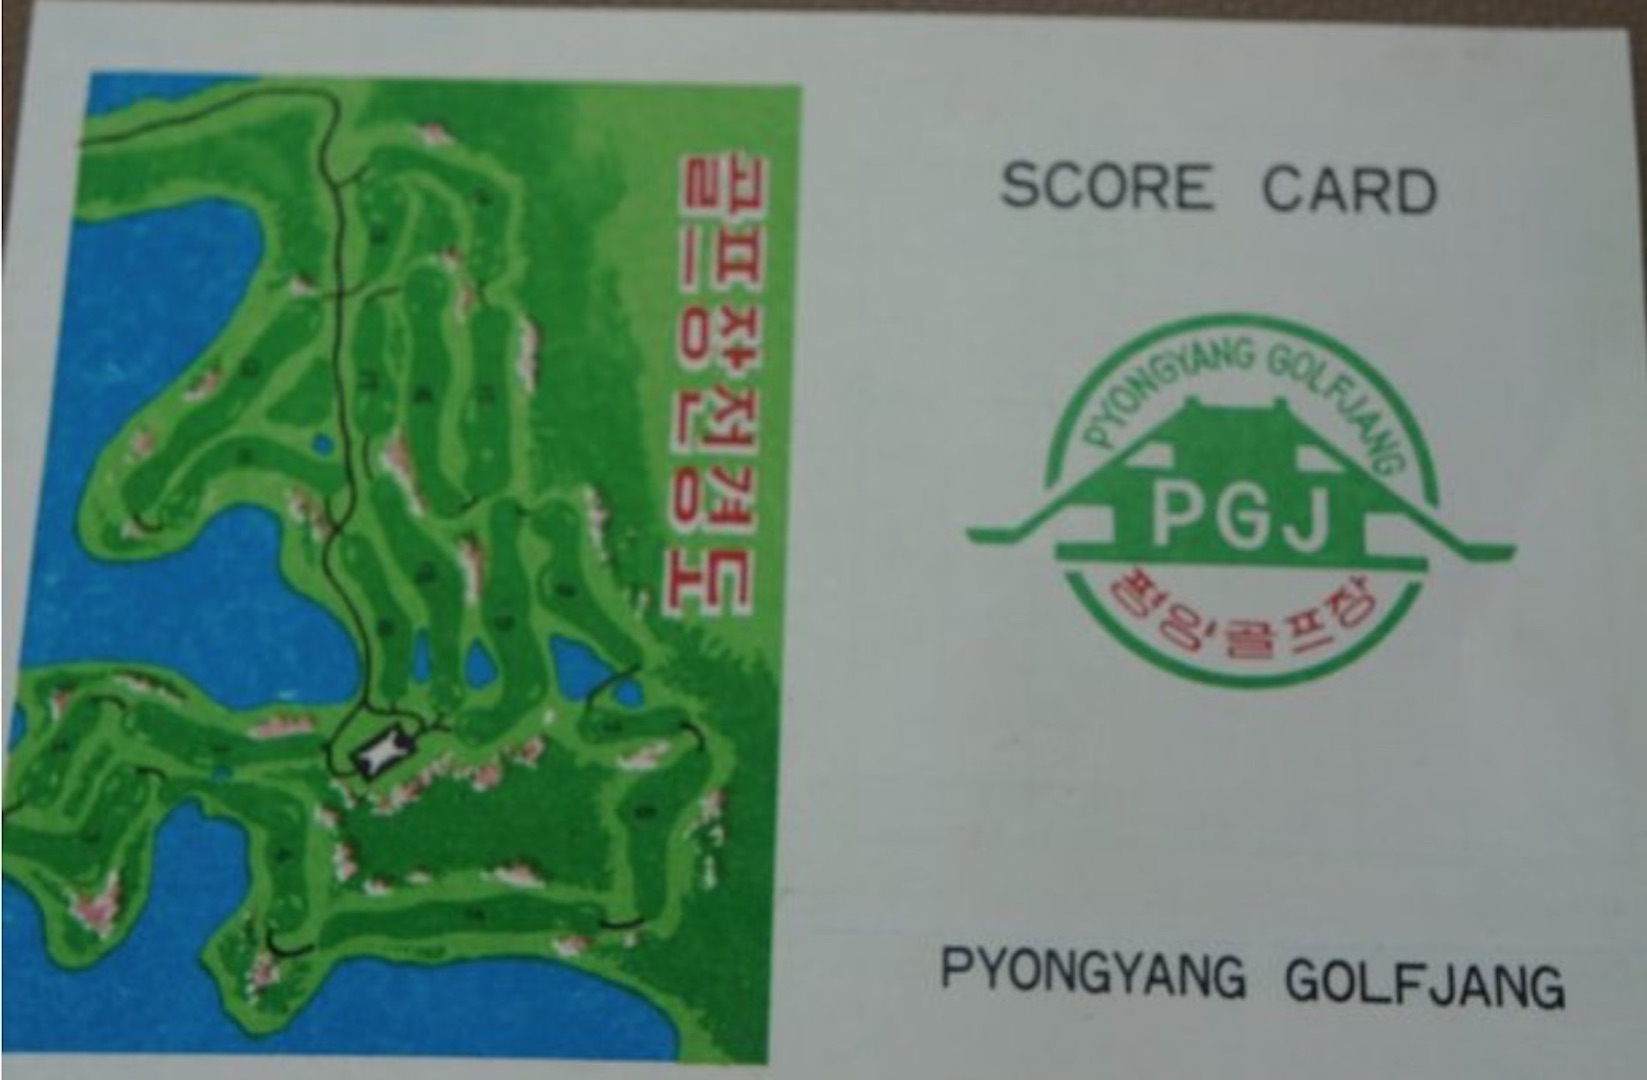 골프장전경도
SCORE CARD
PYONGYANG GOLFJANG
PGJ
평양골프장
PYONGYANG GOLFJANG